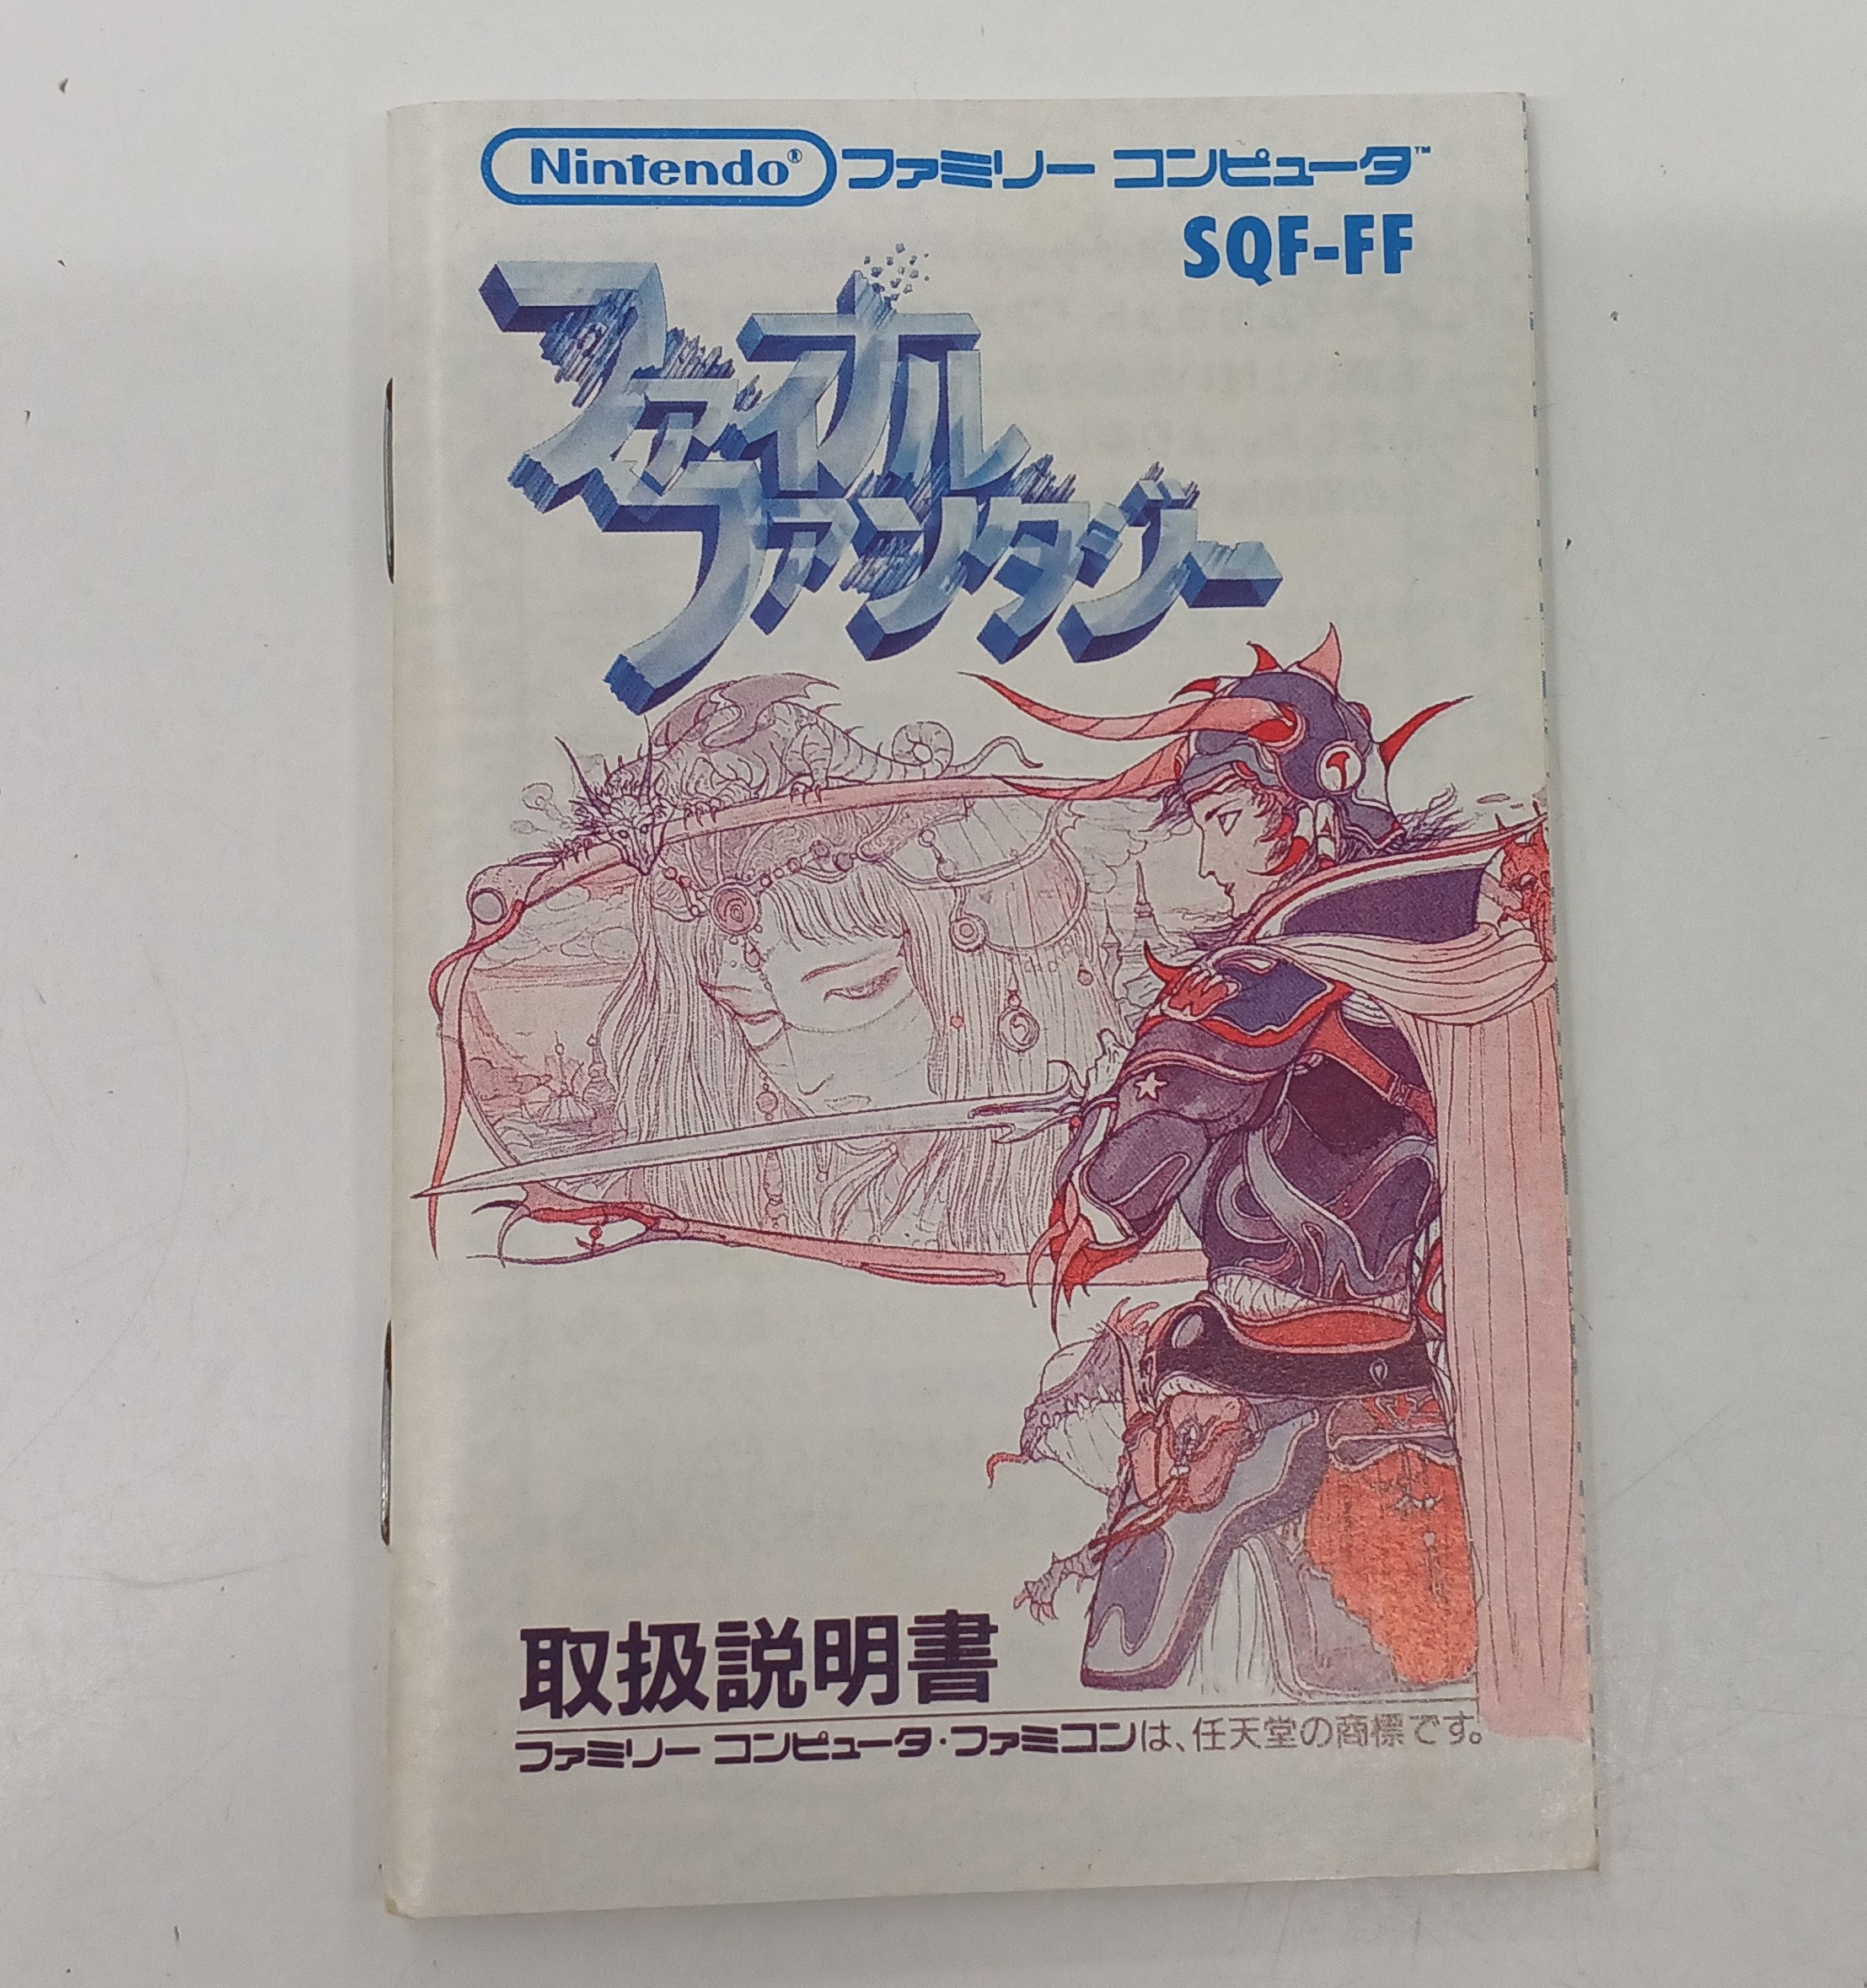 Nintendo® ファミリー コンピュータ™
SQF-FF
ファイナル
ファンタジー
取扱説明書
ファミリー コンピュータ・ファミコンは、任天堂の商標です。